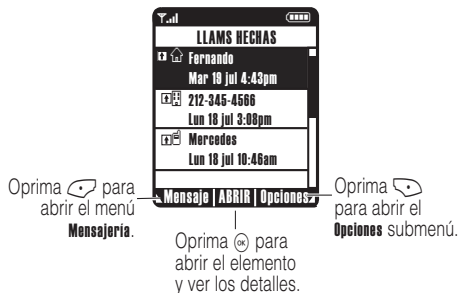 LLAMS HECHAS
Fernando
Mar 19 jul 4:43pm
212-345-4566
Lun 18 jul 3:08pm
Mercedes
Lun 18 jul 10:46am
Mensaje | ABRIR | Opciones
Oprima para
abrir el menú
Mensajería.
Oprima OK para
abrir el elemento
y ver los detalles.
Oprima
para abrir el
Opciones submenú.